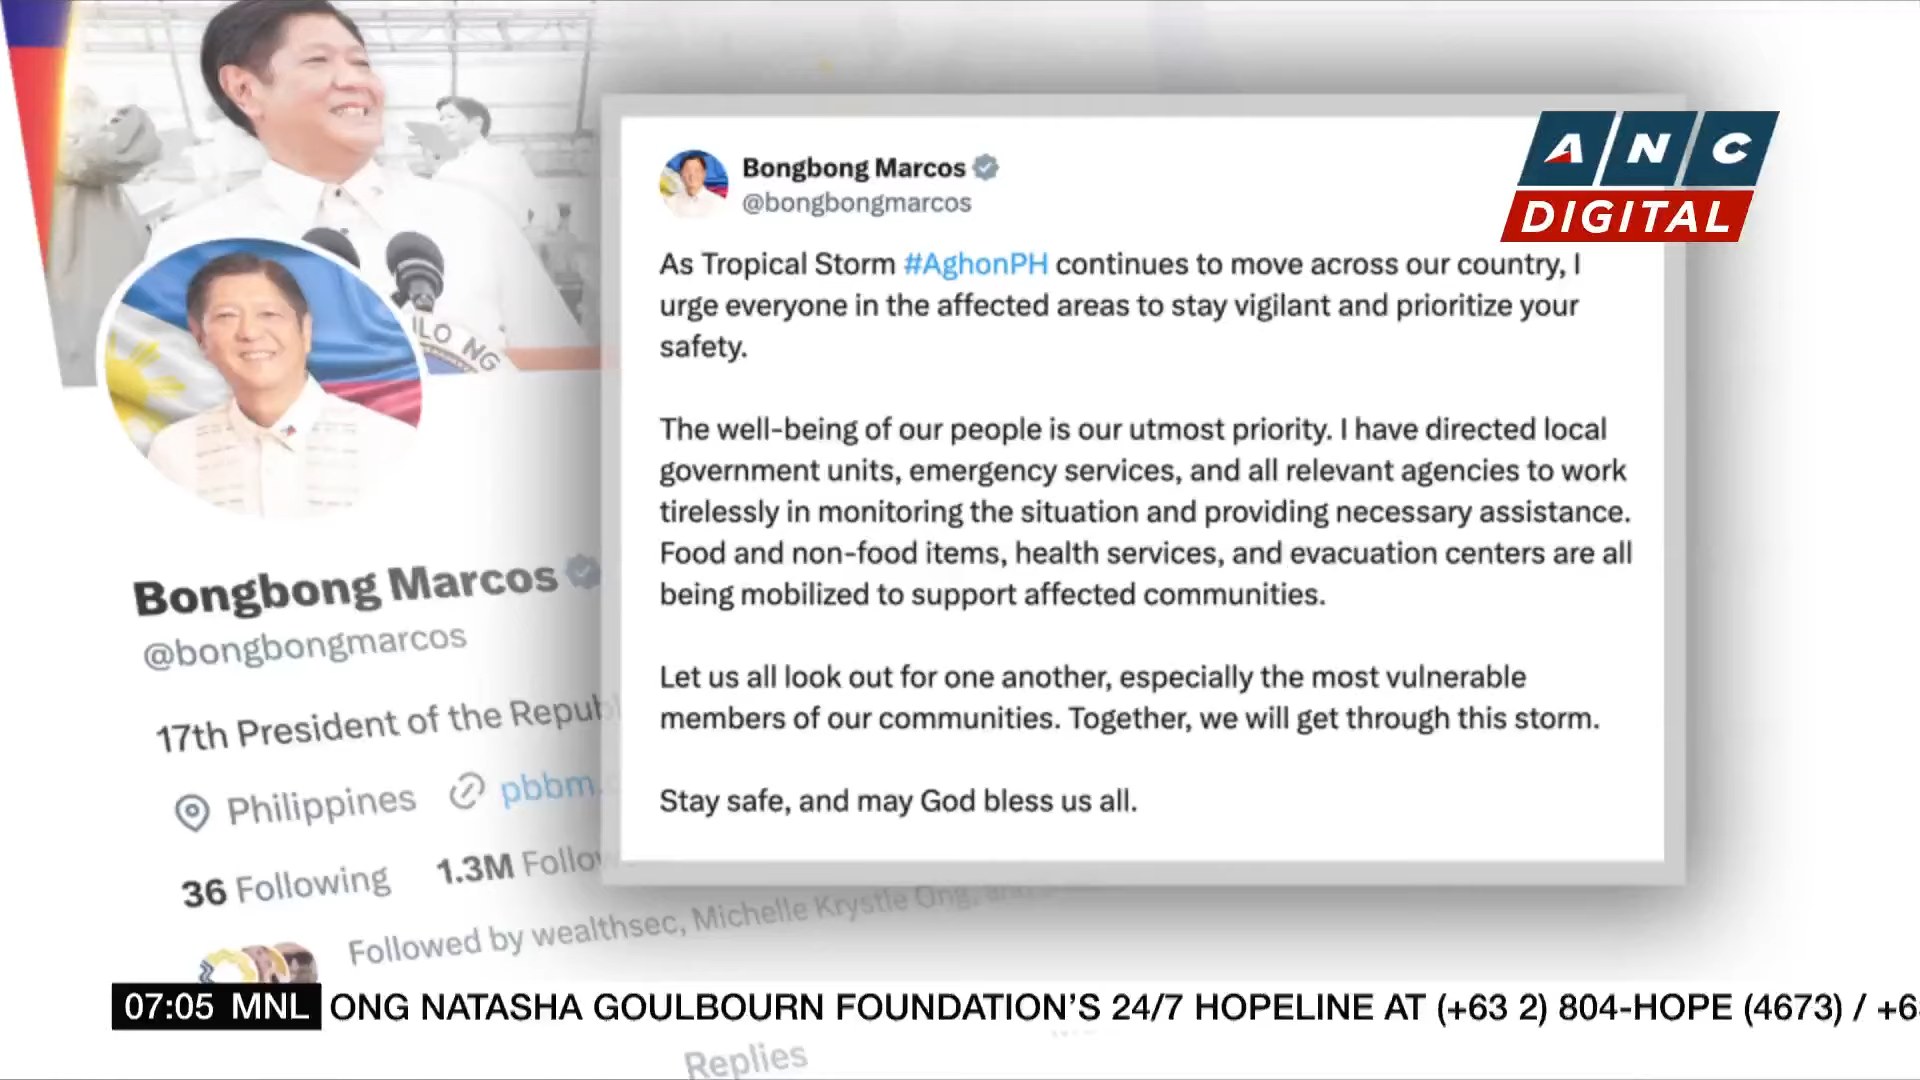 ANC
DIGITAL
Bongbong Marcos
@bongbongmarcos
As Tropical Storm #AghonPH continues to move across our country, I
urge everyone in the affected areas to stay vigilant and prioritize your
safety.
The well-being of our people is our utmost priority. I have directed local
government units, emergency services, and all relevant agencies to work
tirelessly in monitoring the situation and providing necessary assistance.
Food and non-food items, health services, and evacuation centers are all
being mobilized to support affected communities.
Let us all look out for one another, especially the most vulnerable
members of our communities. Together, we will get through this storm.
Stay safe, and may God bless us all.
ILO NG
Bongbong Marcos
@bongbongmarcos
17th President of the Republ
Philippines pbbm.
36 Following 1.3M Follow
Followed by wealthsec, Michelle Krystle Ong, and
07:05 MNL ONG NATASHA GOULBOURN FOUNDATION'S 24/7 HOPELINE AT (+63 2) 804-HOPE (4673) / +6
Replies